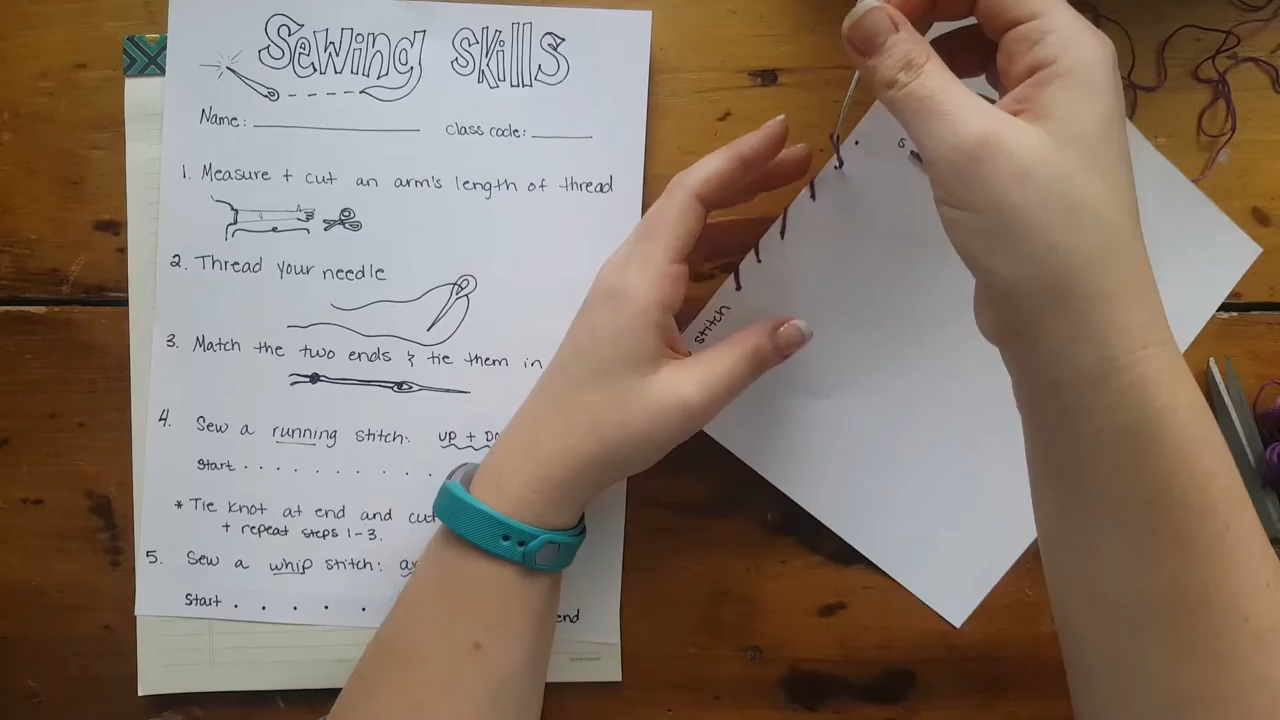 Sewing Skills
Name: class code:
1. Measure + cut an arm's length of thread
2. Thread your needle
3. Match the two ends & tie them in
4. Sew a running stitch: UP +
Start
* Tie knot at end and cut
+ repeat steps 1-3.
5. Sew a whip stitch:
Start end
stitch
s